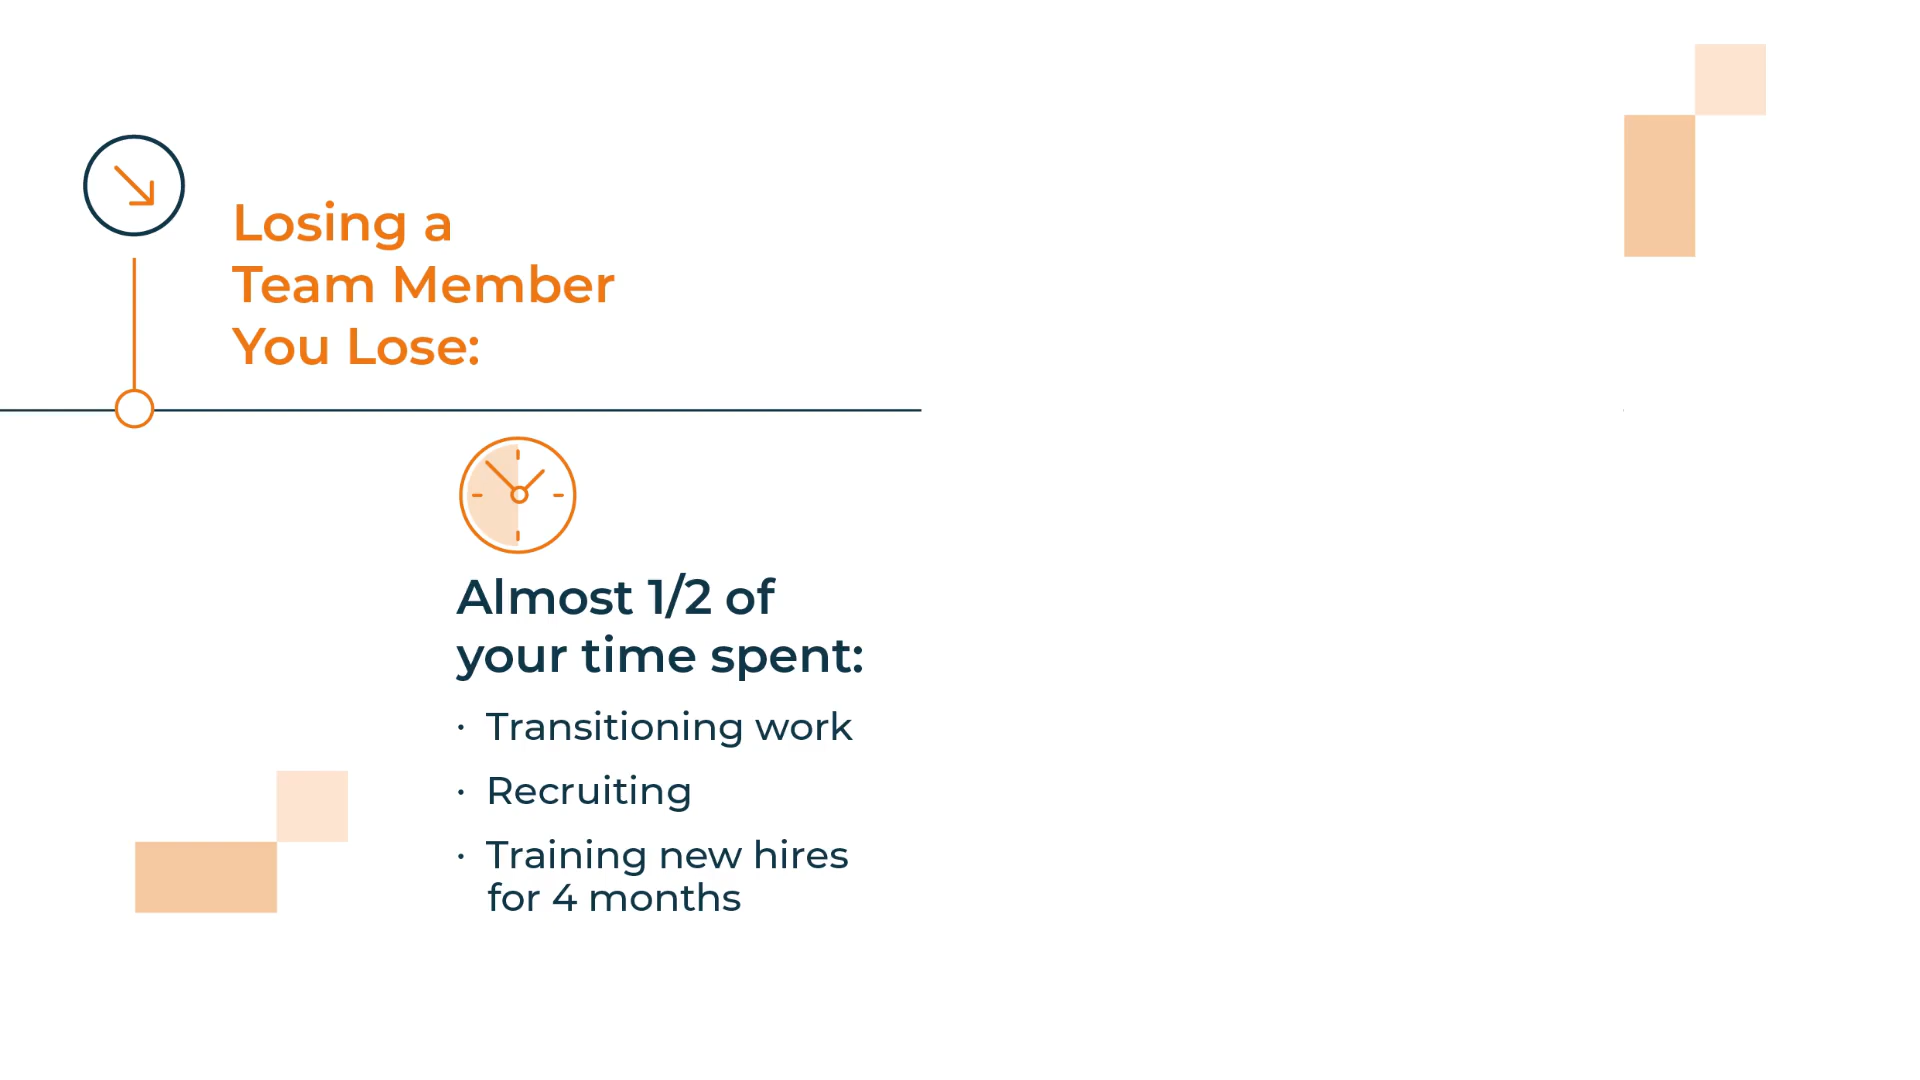 Losing a
Team Member
You Lose:
Almost 1/2 of
your time spent:
· Transitioning work
· Recruiting
· Training new hires
for 4 months